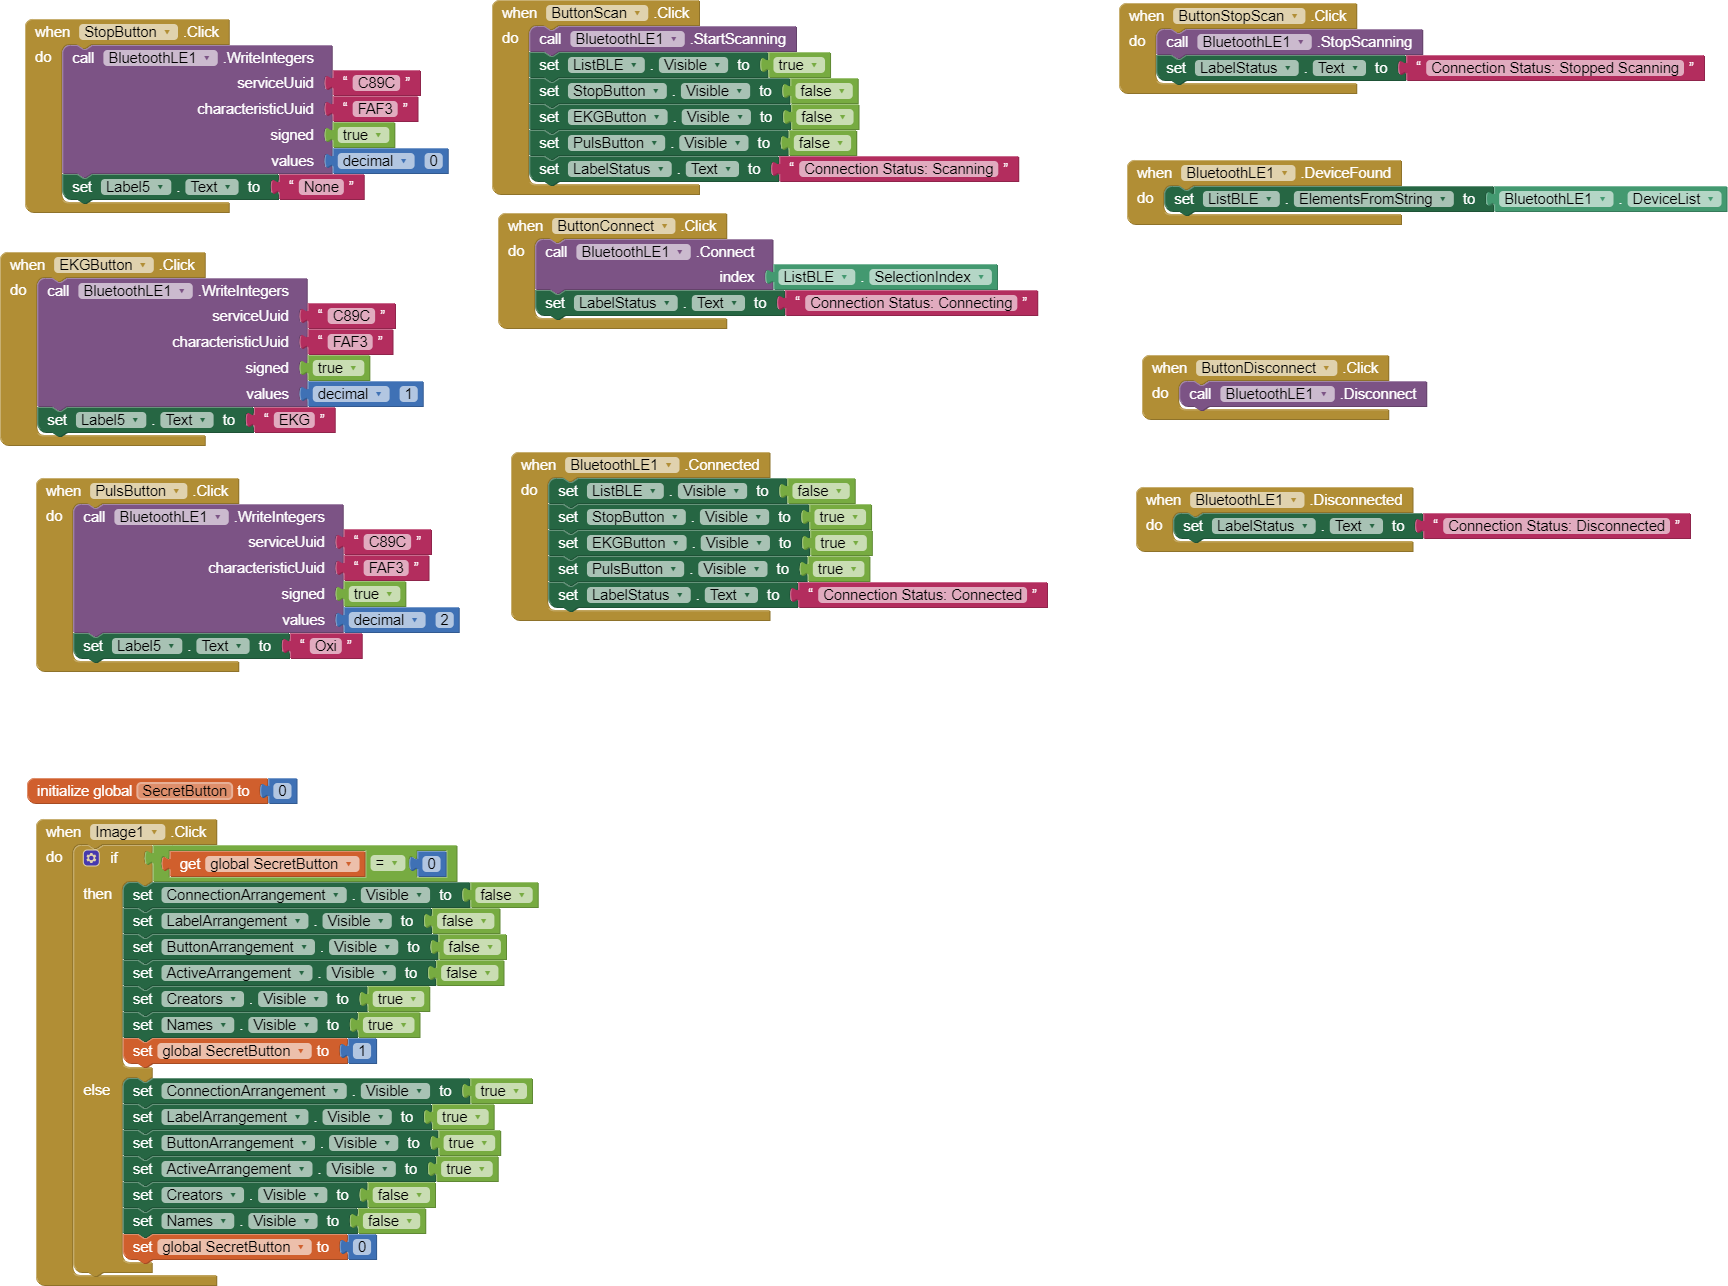 when StopButton .Click
do call BluetoothLE1 .WriteIntegers
serviceUuid “ C89C ”
characteristicUuid “ FAF3 ”
signed true
values decimal 0
set Label5 . Text to “ None ”
when EKGButton .Click
do call BluetoothLE1 .WriteIntegers
serviceUuid “ C89C ”
characteristicUuid “ FAF3 ”
signed true
values decimal 1
set Label5 . Text to “ EKG ”
when PulsButton .Click
do call BluetoothLE1 .WriteIntegers
serviceUuid “ C89C ”
characteristicUuid “ FAF3 ”
signed true
values decimal 2
set Label5 . Text to “ Oxi ”
when ButtonScan .Click
do call BluetoothLE1 .StartScanning
set ListBLE . Visible to true
set StopButton . Visible to false
set EKGButton . Visible to false
set PulsButton . Visible to false
set LabelStatus . Text to “ Connection Status: Scanning ”
when ButtonConnect .Click
do call BluetoothLE1 .Connect
index ListBLE . SelectionIndex
set LabelStatus . Text to “ Connection Status: Connecting ”
when BluetoothLE1 .Connected
do set ListBLE . Visible to false
set StopButton . Visible to true
set EKGButton . Visible to true
set PulsButton . Visible to true
set LabelStatus . Text to “ Connection Status: Connected ”
when ButtonStopScan .Click
do call BluetoothLE1 .StopScanning
set LabelStatus . Text to “ Connection Status: Stopped Scanning ”
when BluetoothLE1 .DeviceFound
do set ListBLE . ElementsFromString to BluetoothLE1 . DeviceList
when ButtonDisconnect .Click
do call BluetoothLE1 .Disconnect
when BluetoothLE1 .Disconnected
do set LabelStatus . Text to “ Connection Status: Disconnected ”
initialize global SecretButton to 0
when Image1 .Click
do if get global SecretButton = 0
then set ConnectionArrangement . Visible to false
set LabelArrangement . Visible to false
set ButtonArrangement . Visible to false
set ActiveArrangement . Visible to false
set Creators . Visible to true
set Names . Visible to true
set global SecretButton to 1
else set ConnectionArrangement . Visible to true
set LabelArrangement . Visible to true
set ButtonArrangement . Visible to true
set ActiveArrangement . Visible to true
set Creators . Visible to false
set Names . Visible to false
set global SecretButton to 0